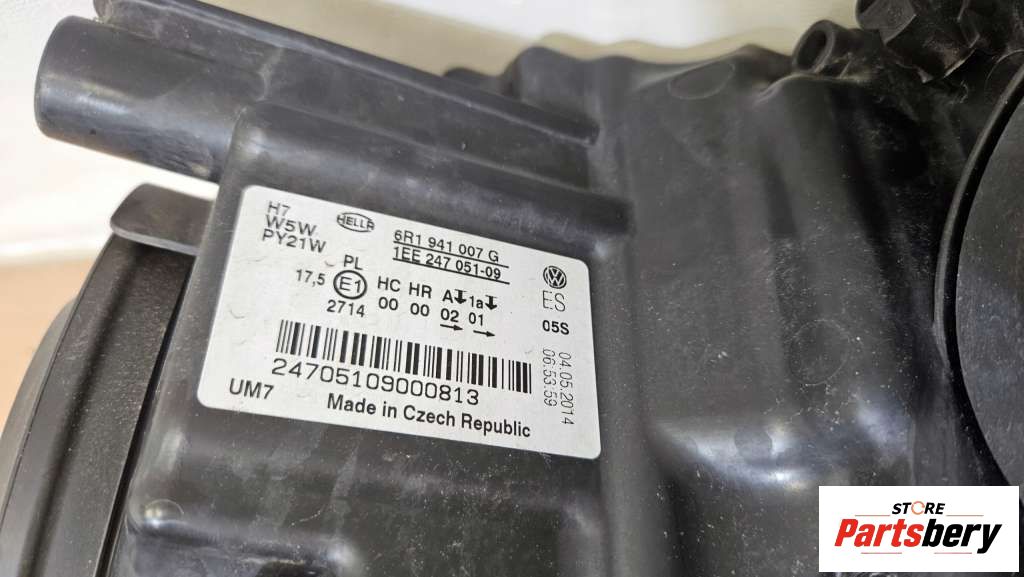 H7
W5W
PY21W
HELLA
6R1 941 007 G
1EE 247 051-09
PL
17,5 E1 HC HR A 1a
2714 00 00 02 01
ES
05S
24705109000813
04.05.2014
06:53:59
UM7 Made in Czech Republic
STORE
Partsbery